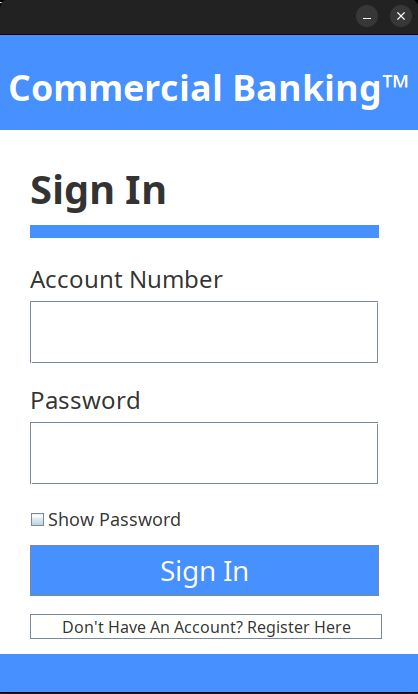 Commercial Banking™
Sign In
Account Number
Password
Show Password
Sign In
Don't Have An Account? Register Here